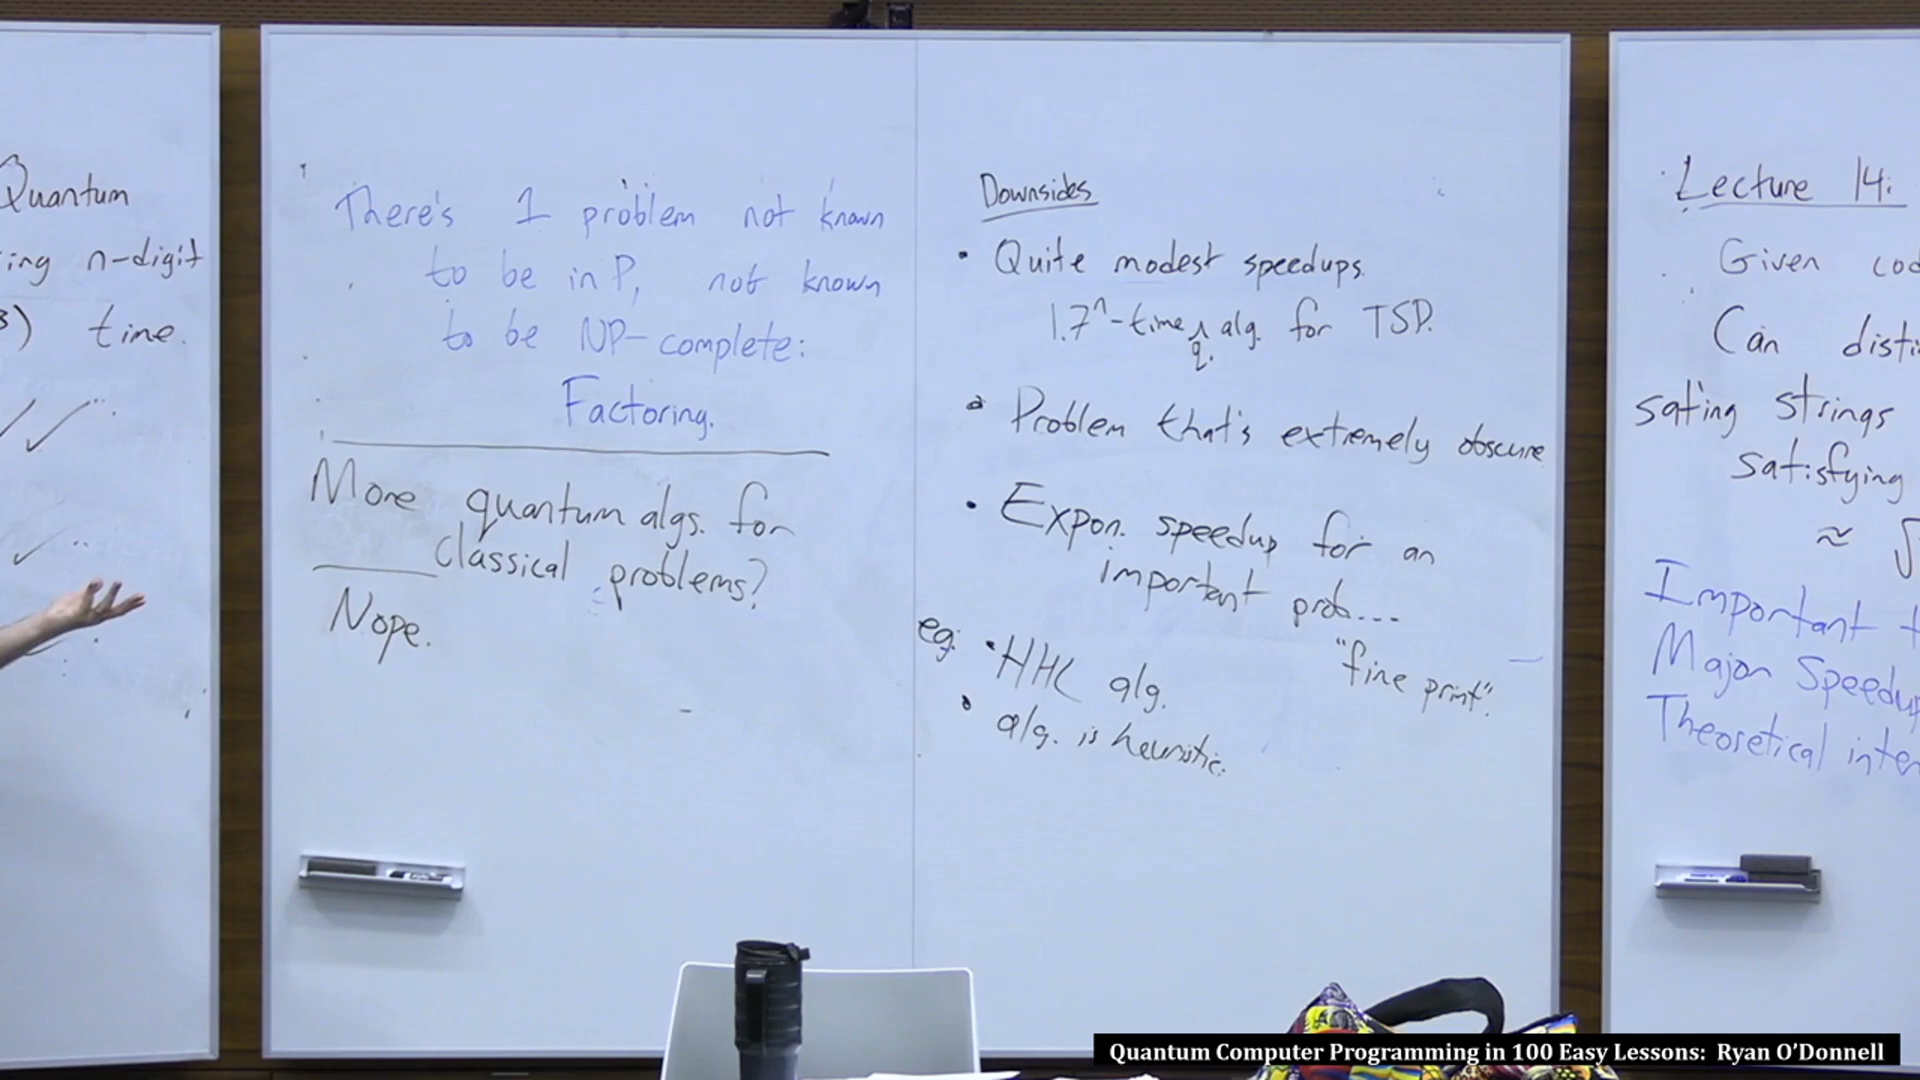 Quantum
ing n-digit
3) time.
There's 1 problem not known
to be in P, not known
to be NP-complete:
Factoring.
More quantum algs. for
classical problems?
Nope.
Downsides
• Quite modest speedups.
1.7^n-time q. alg. for TSP.
• Problem that's extremely obscure
• Expon. speedup for an
important prob...
"fine print".
eg. • HHL alg.
• alg. is heuristic.
Lecture 14:
Given cod
Can disti
sating strings
satisfying
≈ √
Important t
Major Speedup
Theoretical inter
Quantum Computer Programming in 100 Easy Lessons: Ryan O'Donnell